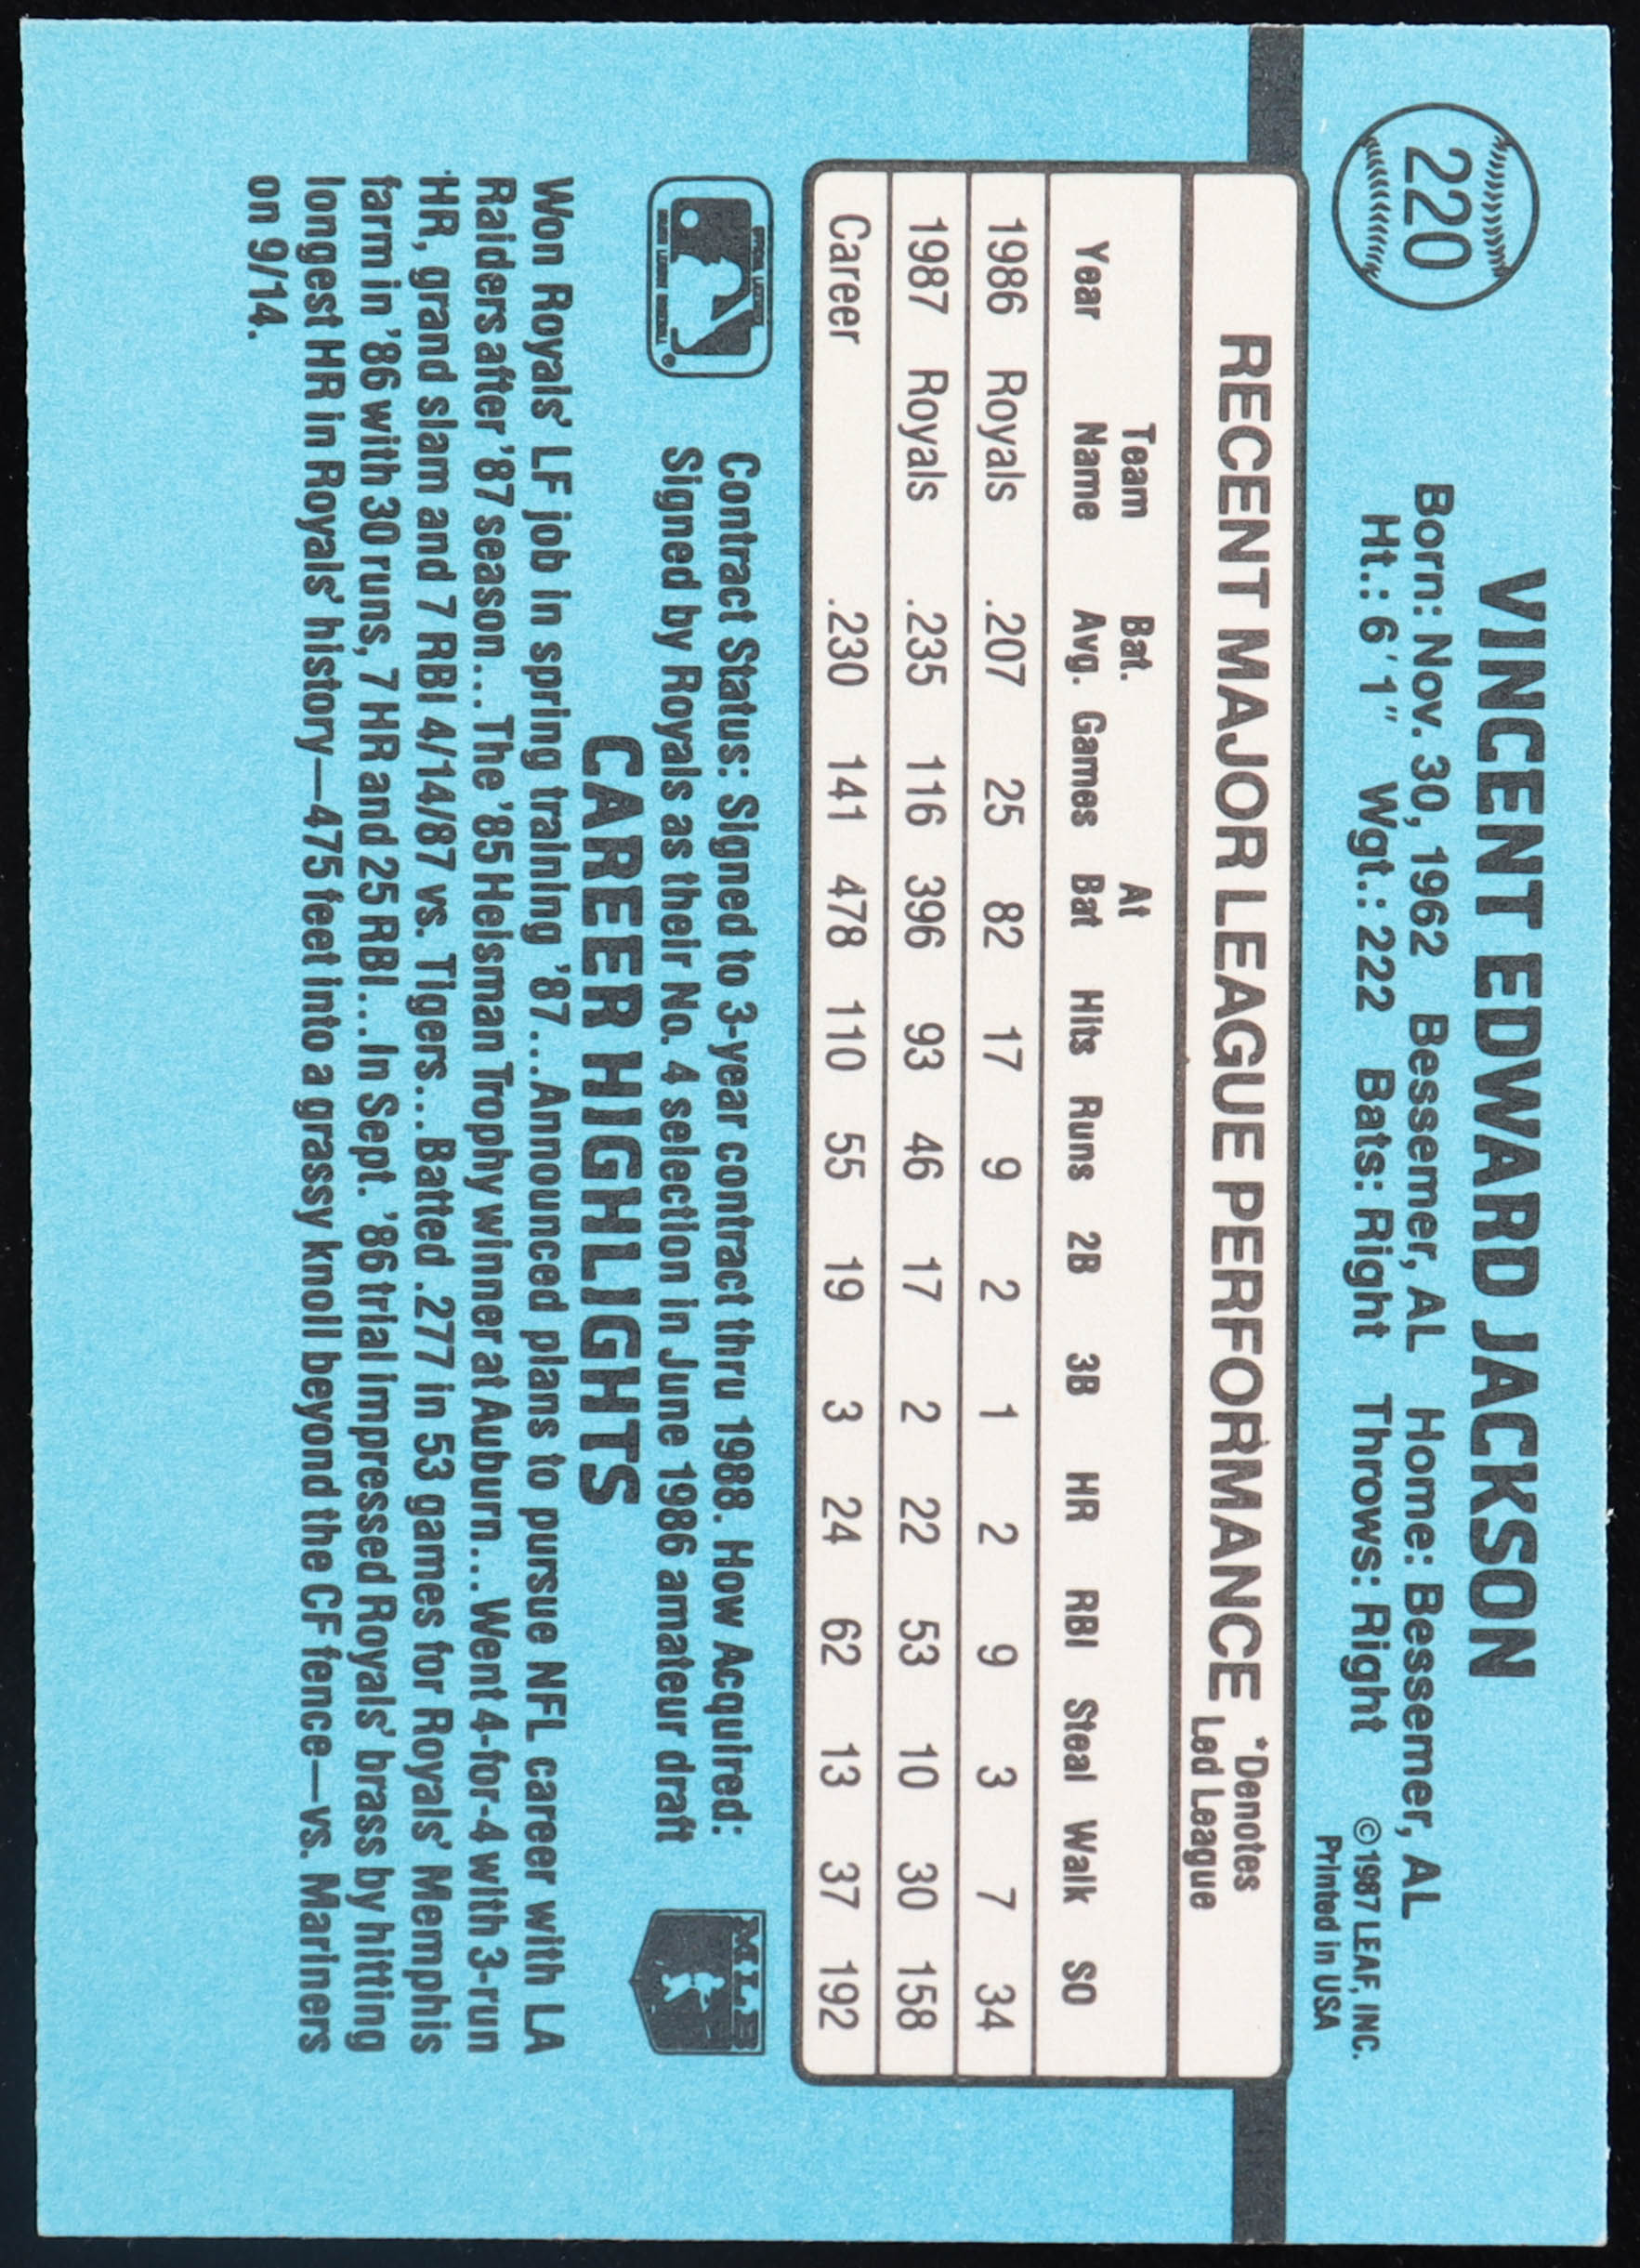 220
VINCENT EDWARD JACKSON
Born: Nov. 30, 1962 Bessemer, AL Home: Bessemer, AL
Ht.: 6' 1" Wgt.: 222 Bats: Right Throws: Right
©1987 LEAF, INC.
Printed in USA
RECENT MAJOR LEAGUE PERFORMANCE *Denotes Led League
Year Team Name Bat. Avg. Games At Bat Hits Runs 2B 3B HR RBI Steal Walk SO
1986 Royals .207 25 82 17 9 2 1 2 9 3 7 34
1987 Royals .235 116 396 93 46 17 2 22 53 10 30 158
Career .230 141 478 110 55 19 3 24 62 13 37 192
Contract Status: Signed to 3-year contract thru 1988. How Acquired:
Signed by Royals as their No. 4 selection in June 1986 amateur draft
MLB
CAREER HIGHLIGHTS
Won Royals' LF job in spring training '87...Announced plans to pursue NFL career with LA
Raiders after '87 season...The '85 Heisman Trophy winner at Auburn...Went 4-for-4 with 3-run
HR, grand slam and 7 RBI 4/14/87 vs. Tigers...Batted .277 in 53 games for Royals' Memphis
farm in '86 with 30 runs, 7 HR and 25 RBI...In Sept. '86 trial impressed Royals' brass by hitting
longest HR in Royals' history—475 feet into a grassy knoll beyond the CF fence—vs. Mariners
on 9/14.